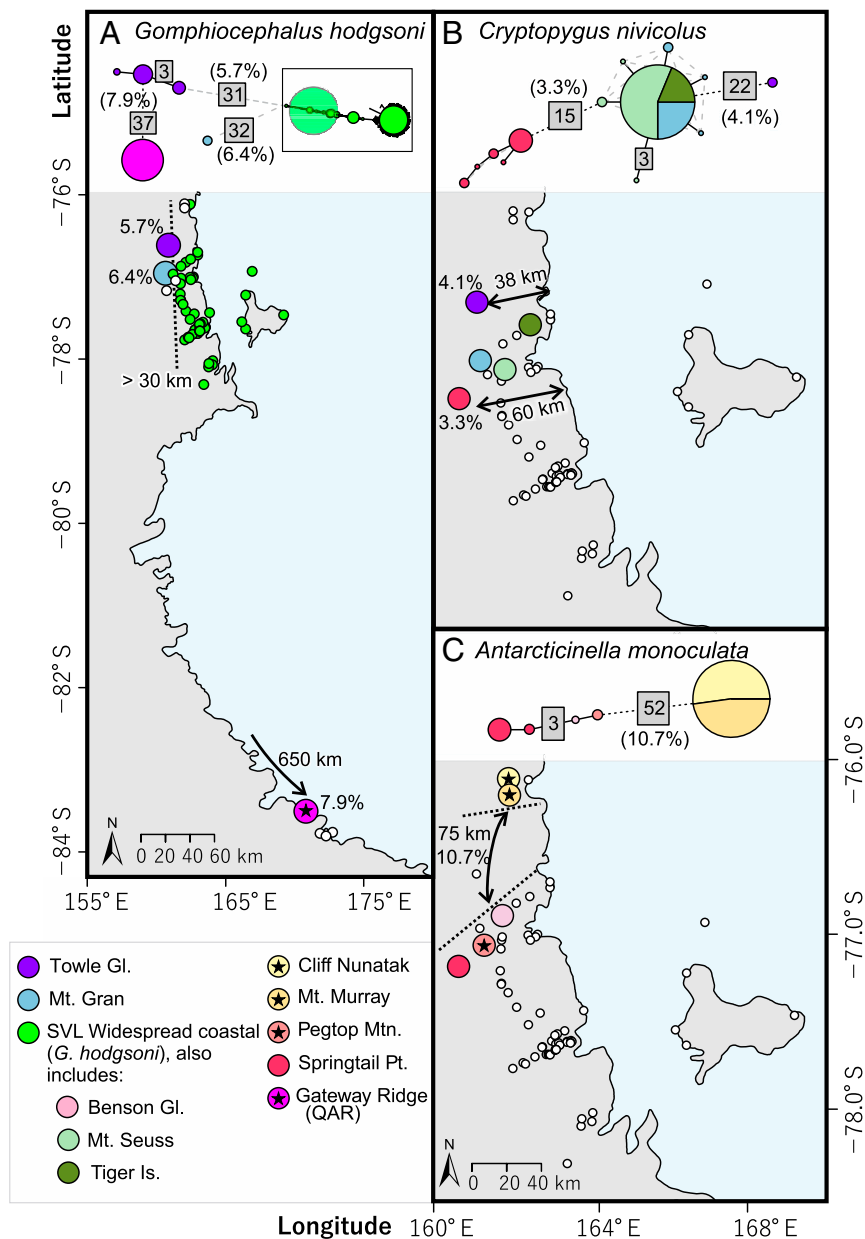 A Gomphiocephalus hodgsoni
Latitude
3
(5.7%)
31
(7.9%)
37
32
(6.4%)
−76° S
−78° S
−80° S
−82° S
−84° S
5.7%
6.4%
> 30 km
650 km
7.9%
N
0 20 40 60 km
155° E
165° E
175° E
B Cryptopygus nivicolus
(3.3%)
15
22
(4.1%)
3
4.1%
38 km
60 km
3.3%
C Antarcticinella monoculata
3
52
(10.7%)
−76.0° S
−77.0° S
−78.0° S
75 km
10.7%
N
0 20 40 km
160° E
164° E
168° E
Longitude
Towle Gl.
Mt. Gran
SVL Widespread coastal
(G. hodgsoni), also
includes:
Benson Gl.
Mt. Seuss
Tiger Is.
Cliff Nunatak
Mt. Murray
Pegtop Mtn.
Springtail Pt.
Gateway Ridge
(QAR)